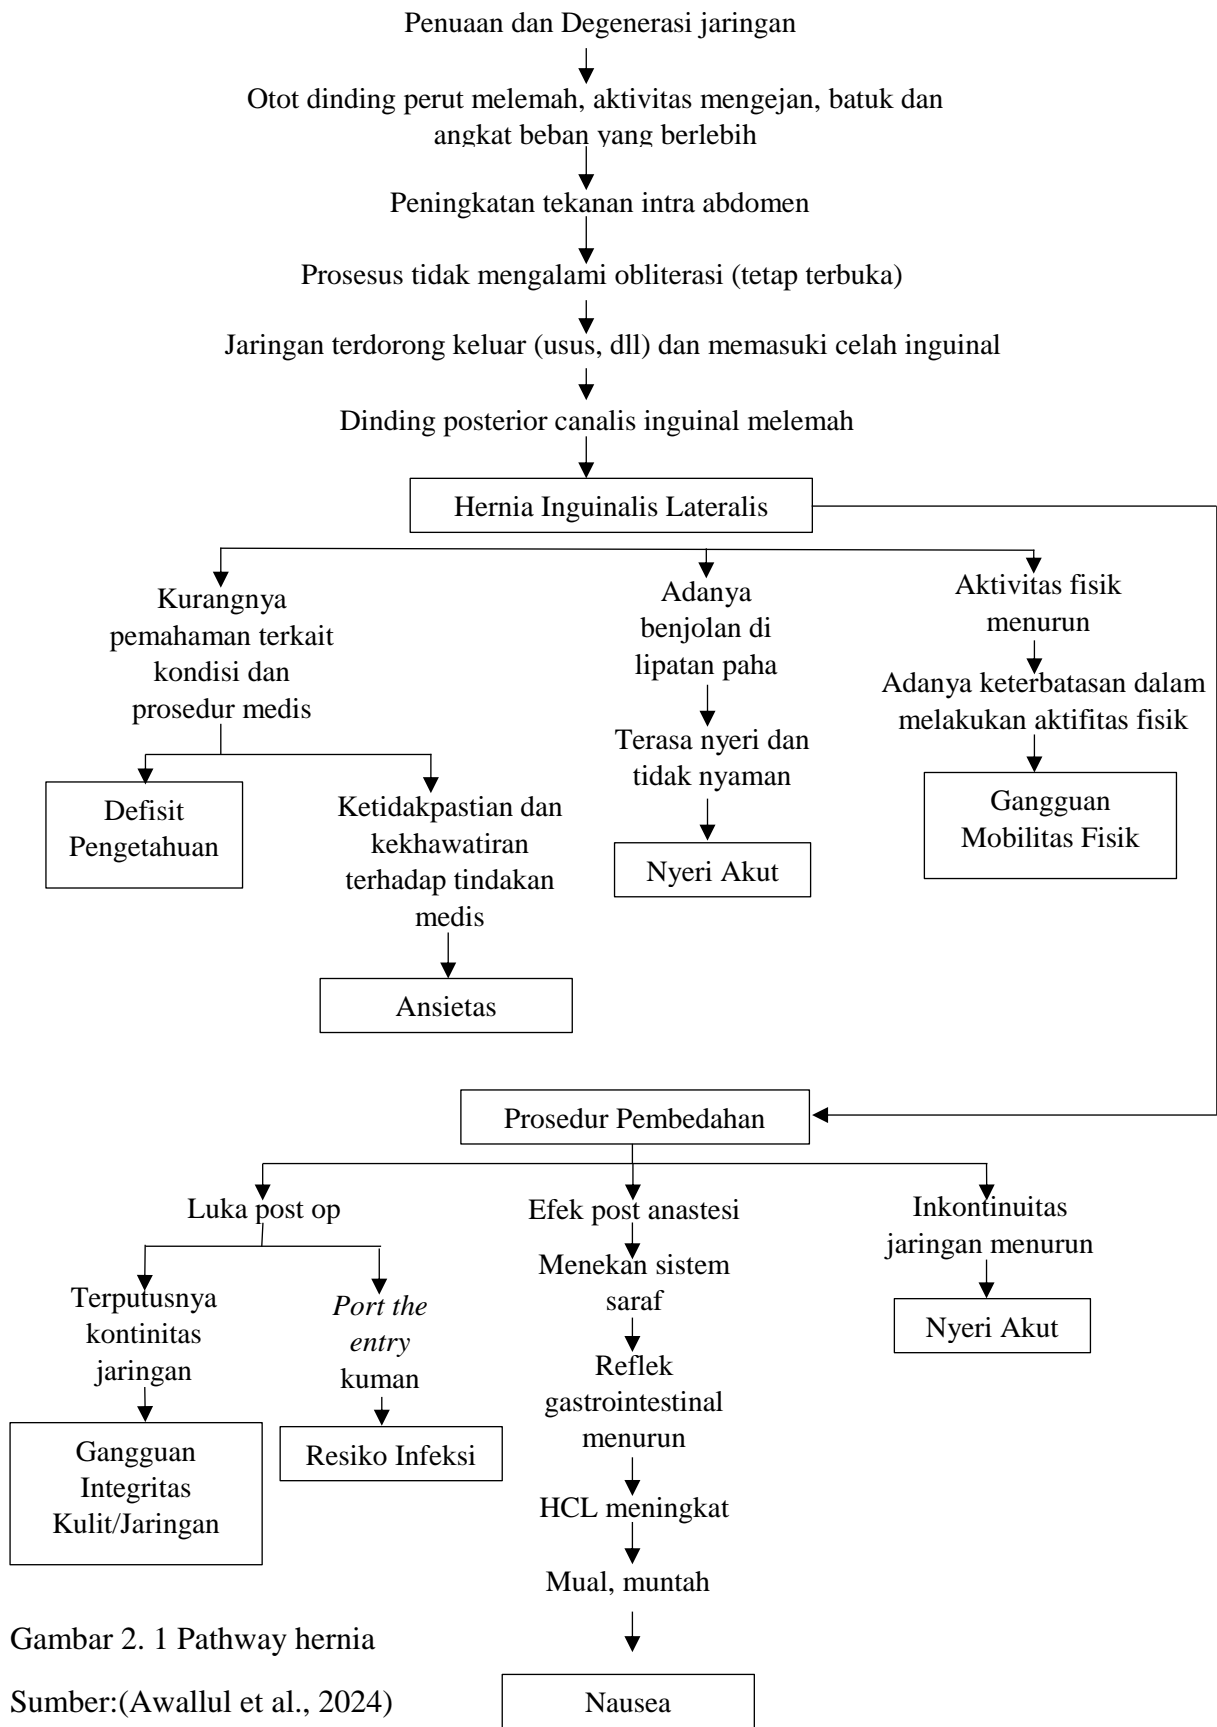 Penuaan dan Degenerasi jaringan
Otot dinding perut melemah, aktivitas mengejan, batuk dan
angkat beban yang berlebih
Peningkatan tekanan intra abdomen
Prosesus tidak mengalami obliterasi (tetap terbuka)
Jaringan terdorong keluar (usus, dll) dan memasuki celah inguinal
Dinding posterior canalis inguinal melemah
Hernia Inguinalis Lateralis
Kurangnya
pemahaman terkait
kondisi dan
prosedur medis
Defisit
Pengetahuan
Ketidakpastian dan
kekhawatiran
terhadap tindakan
medis
Ansietas
Adanya
benjolan di
lipatan paha
Terasa nyeri dan
tidak nyaman
Nyeri Akut
Aktivitas fisik
menurun
Adanya keterbatasan dalam
melakukan aktifitas fisik
Gangguan
Mobilitas Fisik
Prosedur Pembedahan
Luka post op
Terputusnya
kontinitas
jaringan
Gangguan
Integritas
Kulit/Jaringan
Port the
entry
kuman
Resiko Infeksi
Efek post anastesi
Menekan sistem
saraf
Reflek
gastrointestinal
menurun
HCL meningkat
Mual, muntah
Nausea
Inkontinuitas
jaringan menurun
Nyeri Akut
Gambar 2. 1 Pathway hernia
Sumber:(Awallul et al., 2024)